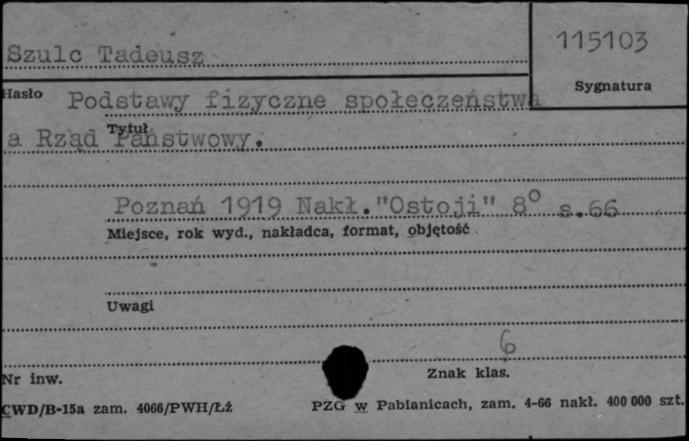 115103
Szulc Tadeusz
Sygnatura
Hasło Podstawy fizyczne społeczeństwa
Tytuł
a Rząd Państwowy.
Poznań 1919 Nakł."Ostoji" 8° s.66
Miejsce, rok wyd., nakładca, format, objętość
Uwagi
6
Nr inw. Znak klas.
CWD/B-15a zam. 4066/PWH/Łż PZG w Pabianicach, zam. 4-66 nakł. 400 000 szt.